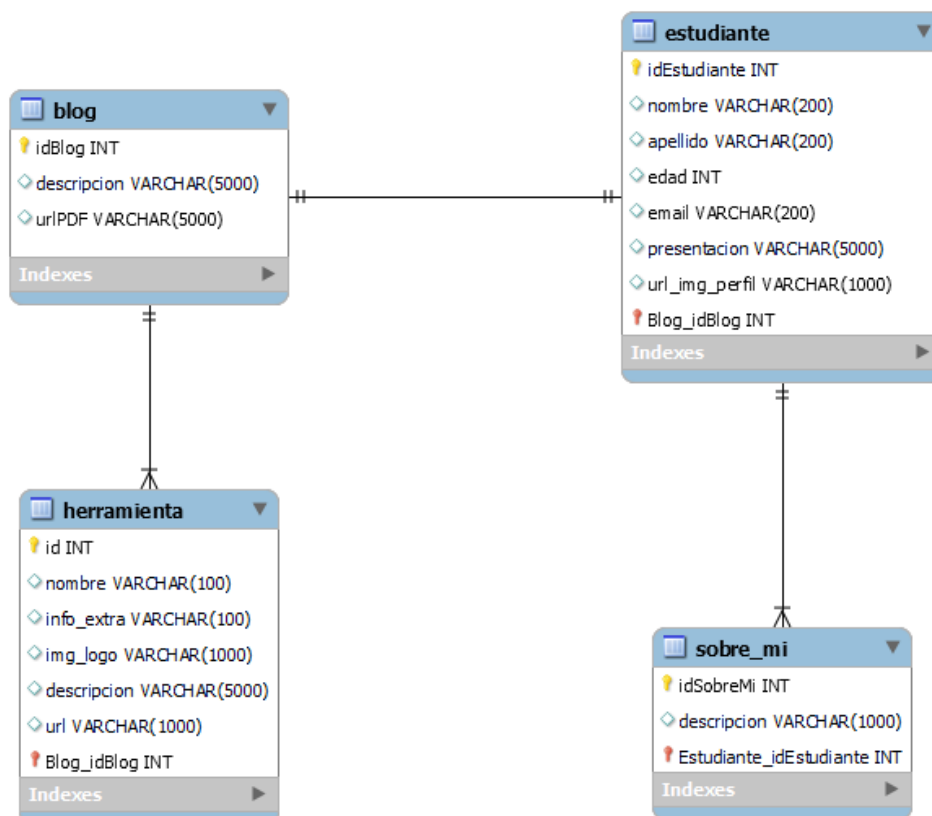 blog
idBlog INT
descripcion VARCHAR(5000)
urlPDF VARCHAR(5000)
Indexes
estudiante
idEstudiante INT
nombre VARCHAR(200)
apellido VARCHAR(200)
edad INT
email VARCHAR(200)
presentacion VARCHAR(5000)
url_img_perfil VARCHAR(1000)
Blog_idBlog INT
Indexes
herramienta
id INT
nombre VARCHAR(100)
info_extra VARCHAR(100)
img_logo VARCHAR(1000)
descripcion VARCHAR(5000)
url VARCHAR(1000)
Blog_idBlog INT
Indexes
sobre_mi
idSobreMi INT
descripcion VARCHAR(1000)
Estudiante_idEstudiante INT
Indexes